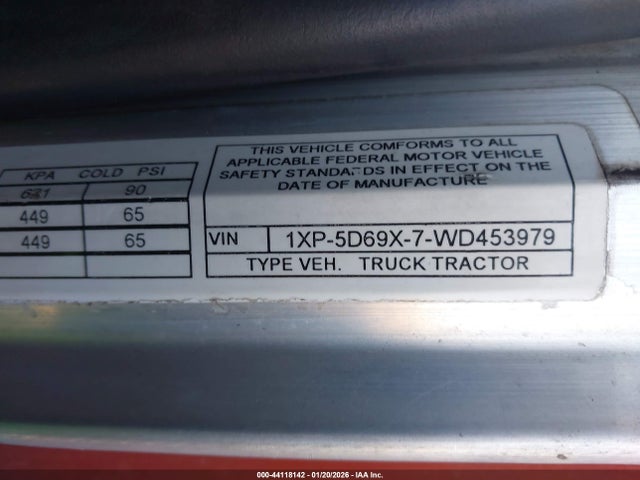 KPA COLD PSI
621 90
449 65
449 65
THIS VEHICLE COMFORMS TO ALL
APPLICABLE FEDERAL MOTOR VEHICLE
SAFETY STANDARDS IN EFFECT ON THE
DATE OF MANUFACTURE
VIN 1XP-5D69X-7-WD453979
TYPE VEH. TRUCK TRACTOR
000-44118142 - 01/20/2026 - IAA Inc.